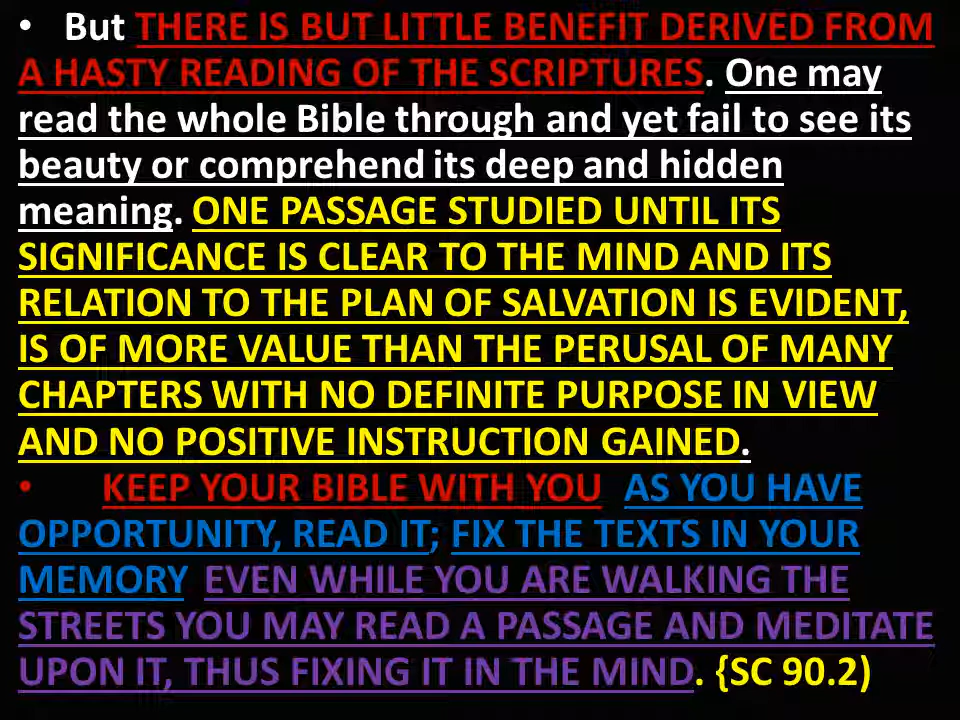 • But THERE IS BUT LITTLE BENEFIT DERIVED FROM
A HASTY READING OF THE SCRIPTURES. One may
read the whole Bible through and yet fail to see its
beauty or comprehend its deep and hidden
meaning. ONE PASSAGE STUDIED UNTIL ITS
SIGNIFICANCE IS CLEAR TO THE MIND AND ITS
RELATION TO THE PLAN OF SALVATION IS EVIDENT,
IS OF MORE VALUE THAN THE PERUSAL OF MANY
CHAPTERS WITH NO DEFINITE PURPOSE IN VIEW
AND NO POSITIVE INSTRUCTION GAINED.
• KEEP YOUR BIBLE WITH YOU AS YOU HAVE
OPPORTUNITY, READ IT; FIX THE TEXTS IN YOUR
MEMORY EVEN WHILE YOU ARE WALKING THE
STREETS YOU MAY READ A PASSAGE AND MEDITATE
UPON IT, THUS FIXING IT IN THE MIND. {SC 90.2)